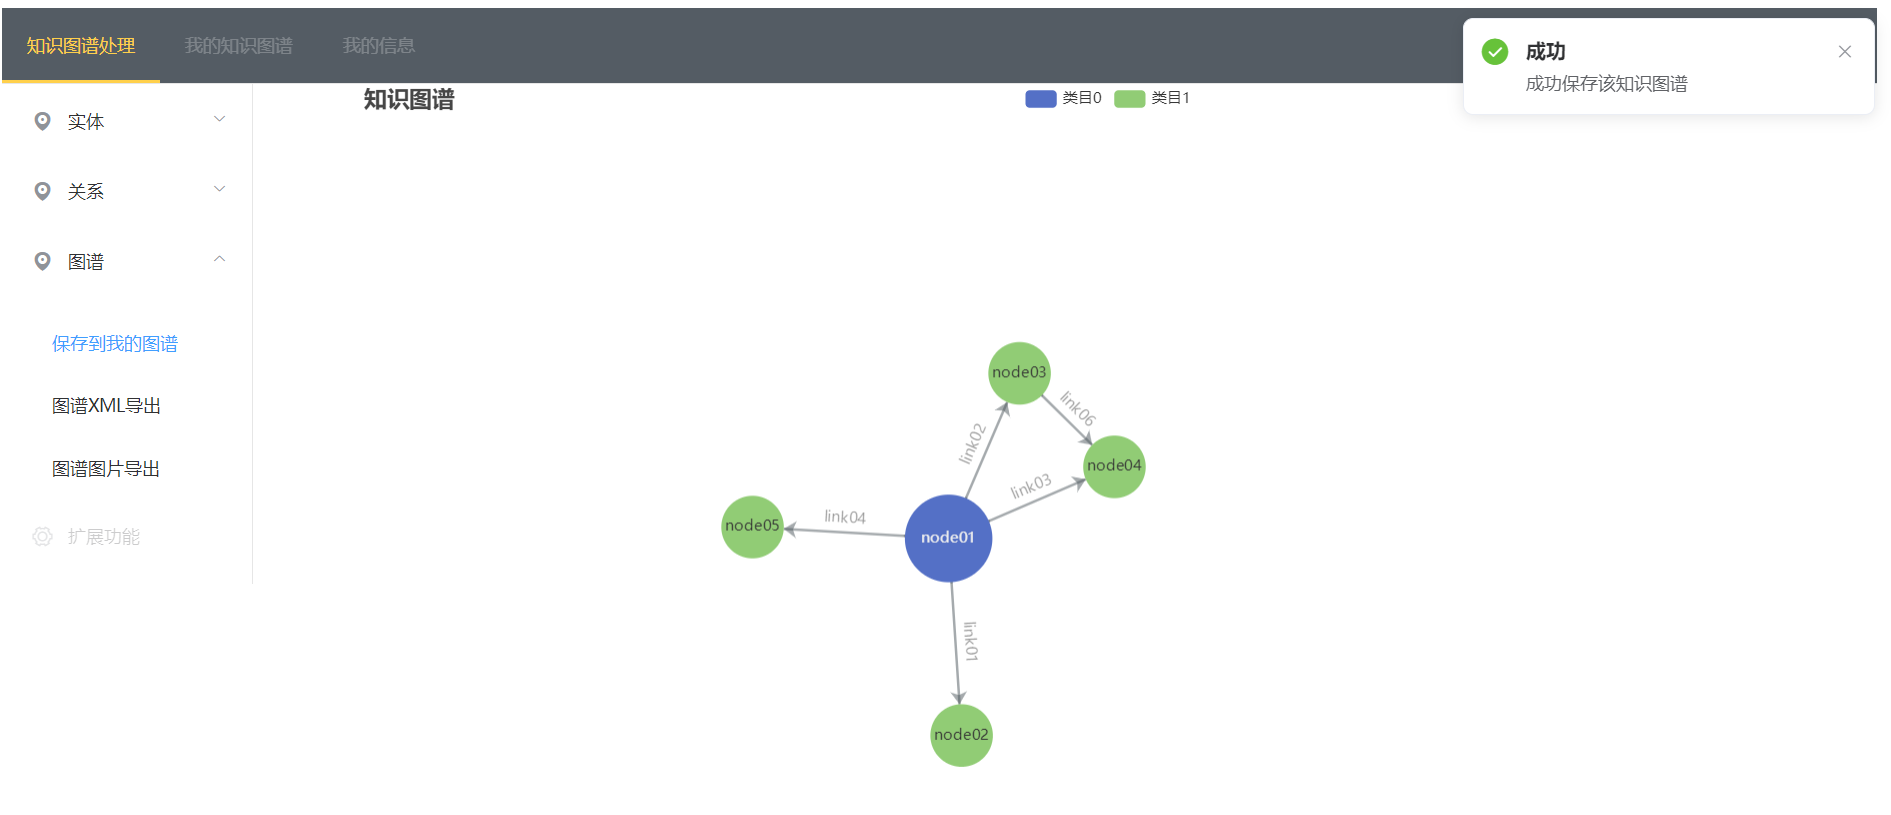 知识图谱处理
我的知识图谱
我的信息
成功
成功保存该知识图谱
实体
关系
图谱
保存到我的图谱
图谱XML导出
图谱图片导出
扩展功能
知识图谱
类目0
类目1
node03
link06
link02
node04
link03
link04
node05
node01
link01
node02